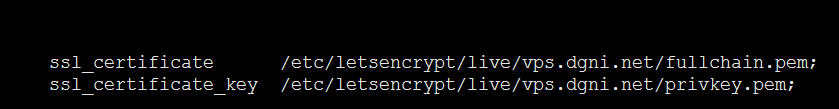 ssl_certificate /etc/letsencrypt/live/vps.dgni.net/fullchain.pem;
ssl_certificate_key /etc/letsencrypt/live/vps.dgni.net/privkey.pem;